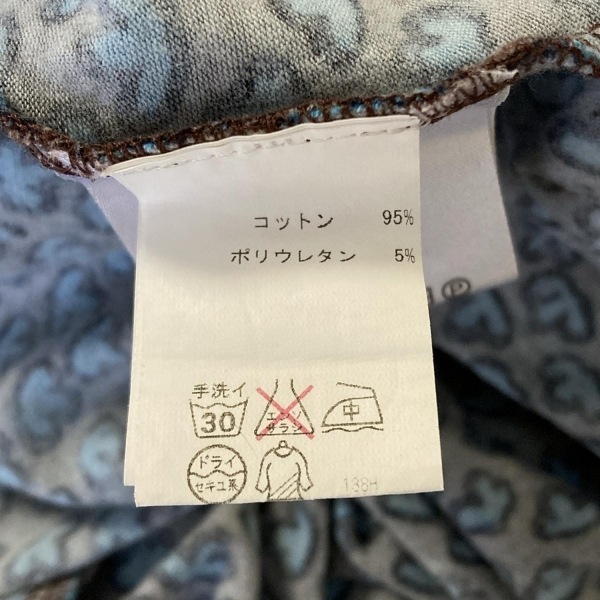 コットン 95%
ポリウレタン 5%
手洗イ
30
エンソ
サラシ
中
ドライ
セキユ系
138H
P